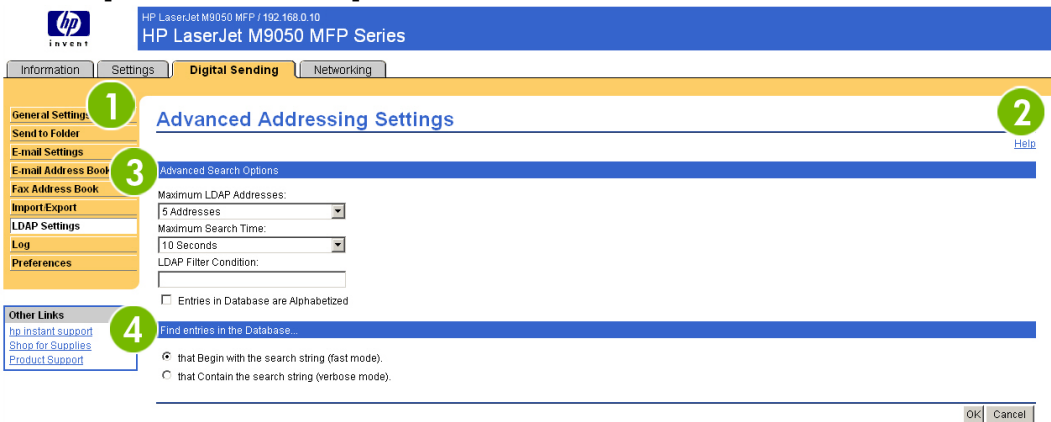 hp
invent
HP LaserJet M9050 MFP / 192.168.0.10
HP LaserJet M9050 MFP Series
Information
Settings
Digital Sending
Networking
1
2
General Settings
Send to Folder
E-mail Settings
E-mail Address Book
Fax Address Book
Import/Export
LDAP Settings
Log
Preferences
Other Links
hp instant support
Shop for Supplies
Product Support
Advanced Addressing Settings
Help
3
Advanced Search Options
Maximum LDAP Addresses:
5 Addresses
Maximum Search Time:
10 Seconds
LDAP Filter Condition:
Entries in Database are Alphabetized
4
Find entries in the Database...
that Begin with the search string (fast mode).
that Contain the search string (verbose mode).
OK
Cancel